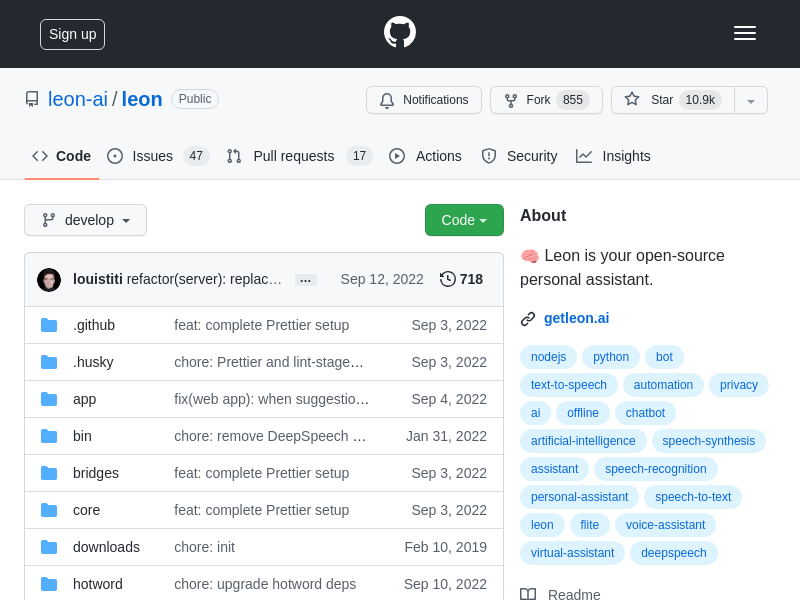 Sign up
leon-ai / leon Public
Notifications Fork 855 Star 10.9k
Code Issues 47 Pull requests 17 Actions Security Insights
develop Code
louistiti refactor(server): replac… … Sep 12, 2022 718
.github feat: complete Prettier setup Sep 3, 2022
.husky chore: Prettier and lint-stage… Sep 3, 2022
app fix(web app): when suggestio… Sep 4, 2022
bin chore: remove DeepSpeech … Jan 31, 2022
bridges feat: complete Prettier setup Sep 3, 2022
core feat: complete Prettier setup Sep 3, 2022
downloads chore: init Feb 10, 2019
hotword chore: upgrade hotword deps Sep 10, 2022
About
🧠 Leon is your open-source
personal assistant.
getleon.ai
nodejs python bot
text-to-speech automation privacy
ai offline chatbot
artificial-intelligence speech-synthesis
assistant speech-recognition
personal-assistant speech-to-text
leon flite voice-assistant
virtual-assistant deepspeech
Readme